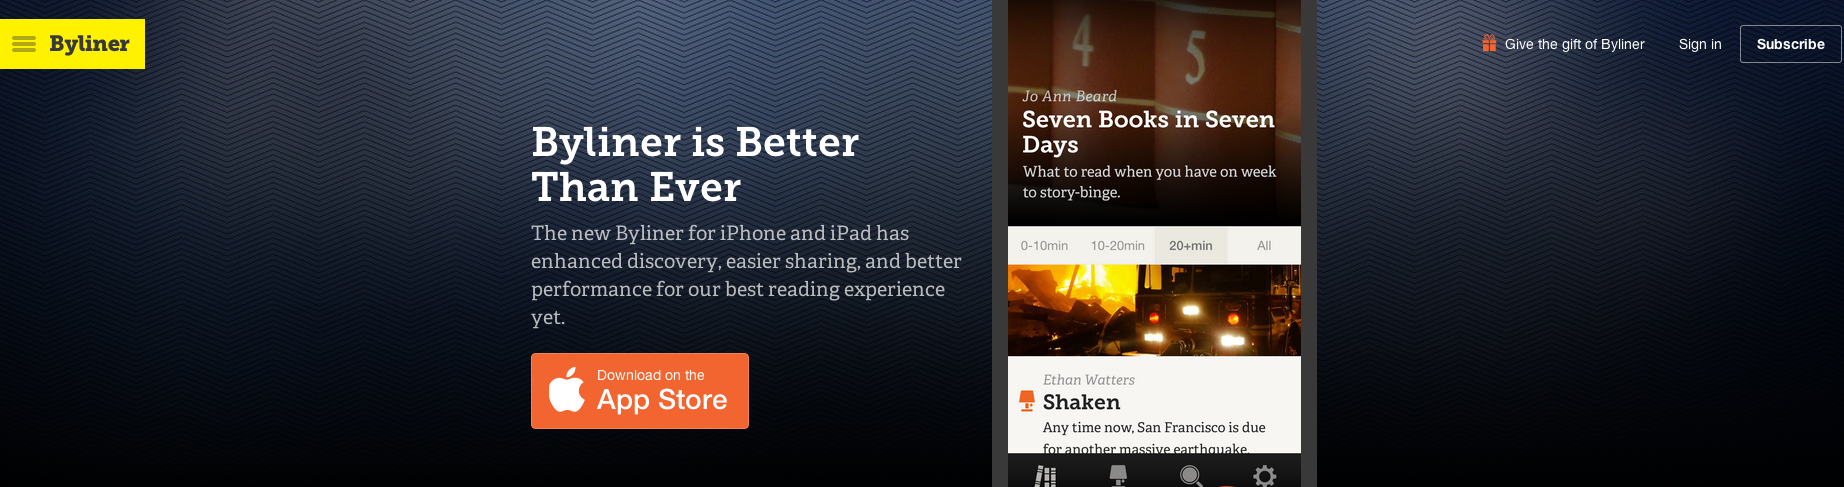 Byliner
Give the gift of Byliner
Sign in
Subscribe
Byliner is Better
Than Ever
The new Byliner for iPhone and iPad has
enhanced discovery, easier sharing, and better
performance for our best reading experience
yet.
Download on the
App Store
4 5
Jo Ann Beard
Seven Books in Seven
Days
What to read when you have on week
to story-binge.
0-10min 10-20min 20+min All
Ethan Watters
Shaken
Any time now, San Francisco is due
for another massive earthquake.